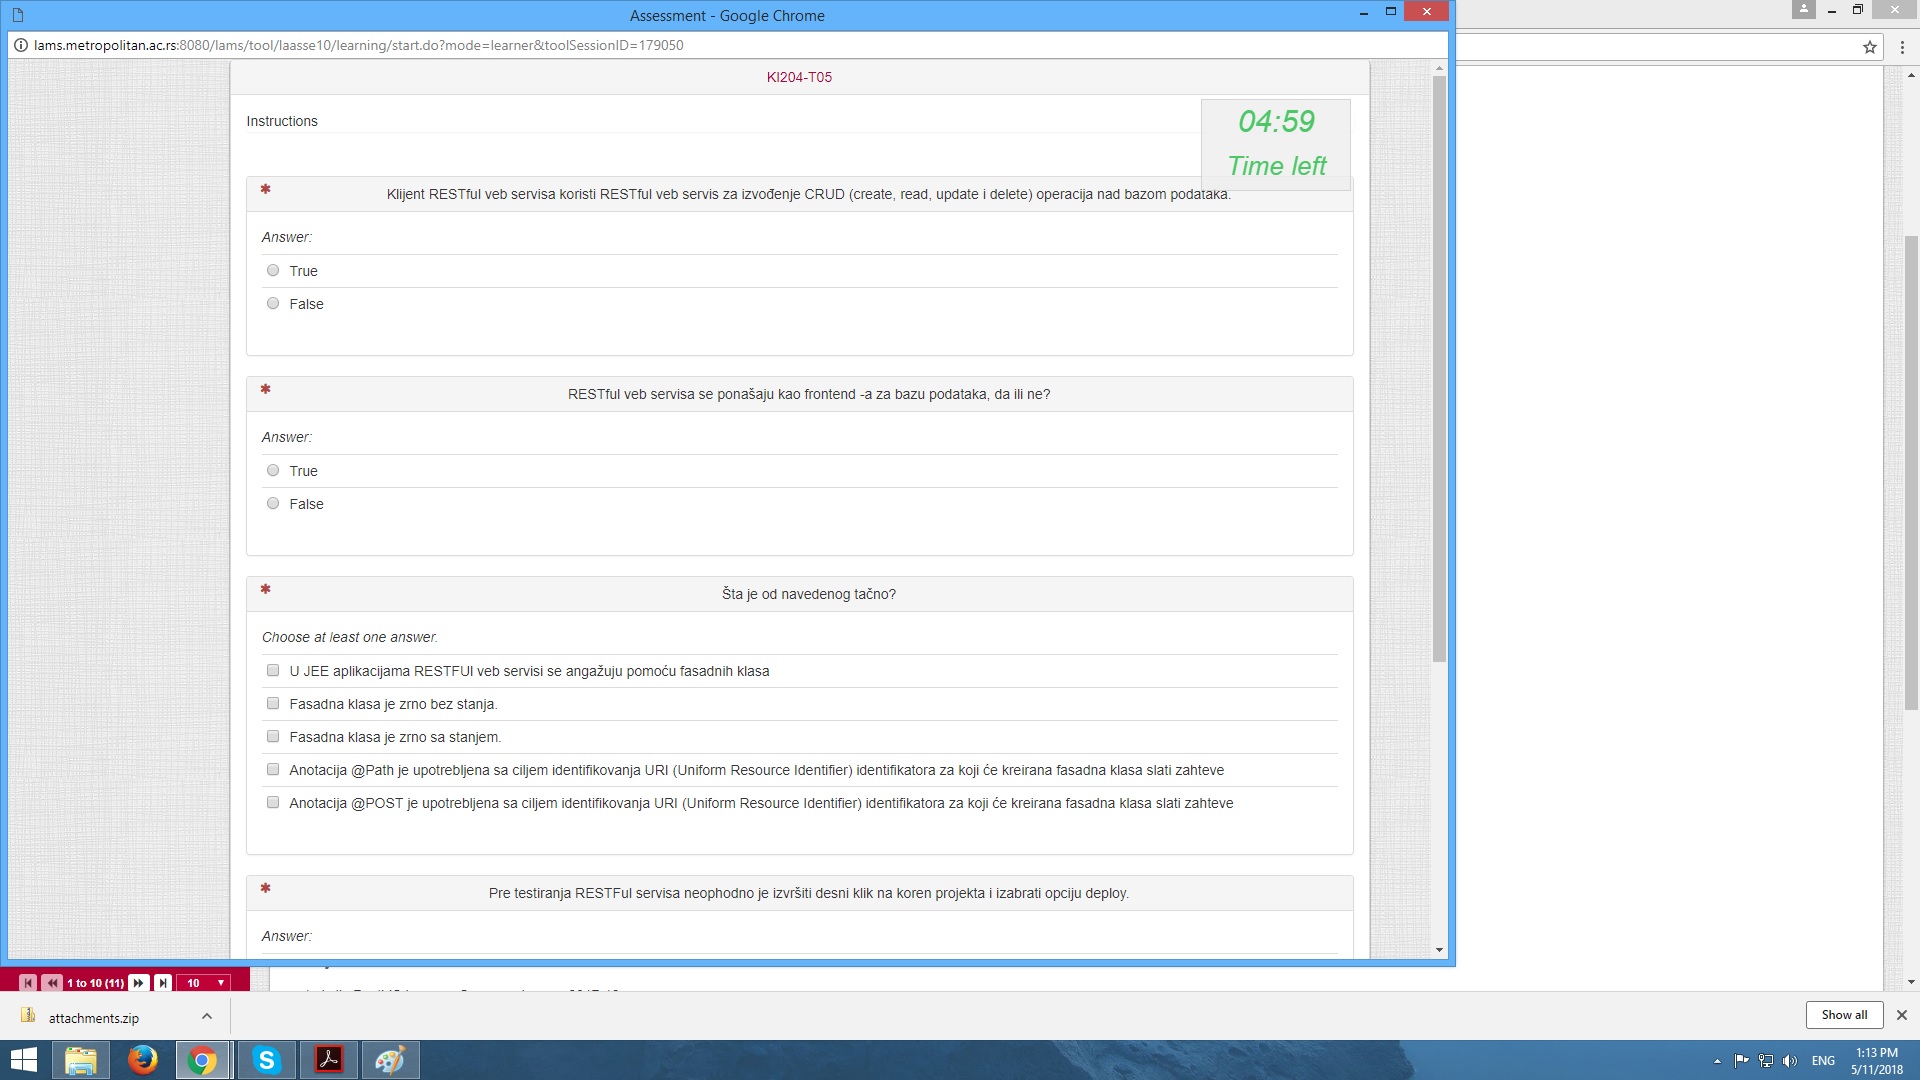 Assessment - Google Chrome
lams.metropolitan.ac.rs:8080/lams/tool/laasse10/learning/start.do?mode=learner&toolSessionID=179050
KI204-T05
Instructions
04:59
Time left
* Klijent RESTful veb servisa koristi RESTful veb servis za izvođenje CRUD (create, read, update i delete) operacija nad bazom podataka.
Answer:
True
False
* RESTful veb servisa se ponašaju kao frontend -a za bazu podataka, da ili ne?
Answer:
True
False
* Šta je od navedenog tačno?
Choose at least one answer.
U JEE aplikacijama RESTFUl veb servisi se angažuju pomoću fasadnih klasa
Fasadna klasa je zrno bez stanja.
Fasadna klasa je zrno sa stanjem.
Anotacija @Path je upotrebljena sa ciljem identifikovanja URI (Uniform Resource Identifier) identifikatora za koji će kreirana fasadna klasa slati zahteve
Anotacija @POST je upotrebljena sa ciljem identifikovanja URI (Uniform Resource Identifier) identifikatora za koji će kreirana fasadna klasa slati zahteve
* Pre testiranja RESTFul servisa neophodno je izvršiti desni klik na koren projekta i izabrati opciju deploy.
Answer:
1 to 10 (11)
10
attachments.zip
Show all
ENG
1:13 PM
5/11/2018